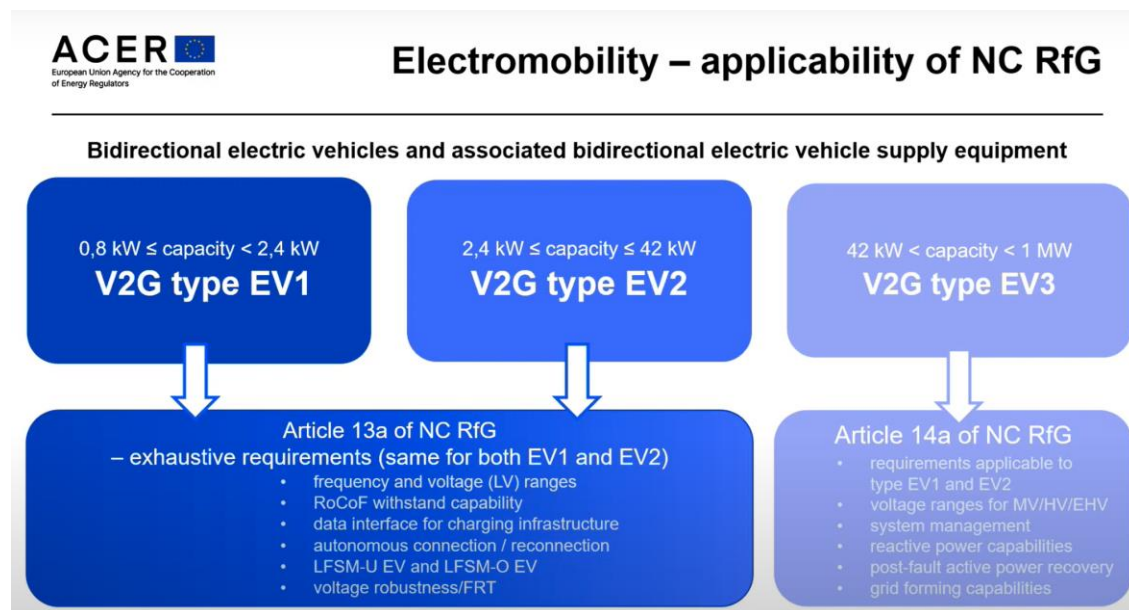 ACER
European Union Agency for the Cooperation
of Energy Regulators
Electromobility – applicability of NC RfG
Bidirectional electric vehicles and associated bidirectional electric vehicle supply equipment
0,8 kW ≤ capacity < 2,4 kW
V2G type EV1
2,4 kW ≤ capacity ≤ 42 kW
V2G type EV2
42 kW < capacity < 1 MW
V2G type EV3
Article 13a of NC RfG
– exhaustive requirements (same for both EV1 and EV2)
• frequency and voltage (LV) ranges
• RoCoF withstand capability
• data interface for charging infrastructure
• autonomous connection / reconnection
• LFSM-U EV and LFSM-O EV
• voltage robustness/FRT
Article 14a of NC RfG
• requirements applicable to
type EV1 and EV2
• voltage ranges for MV/HV/EHV
• system management
• reactive power capabilities
• post-fault active power recovery
• grid forming capabilities